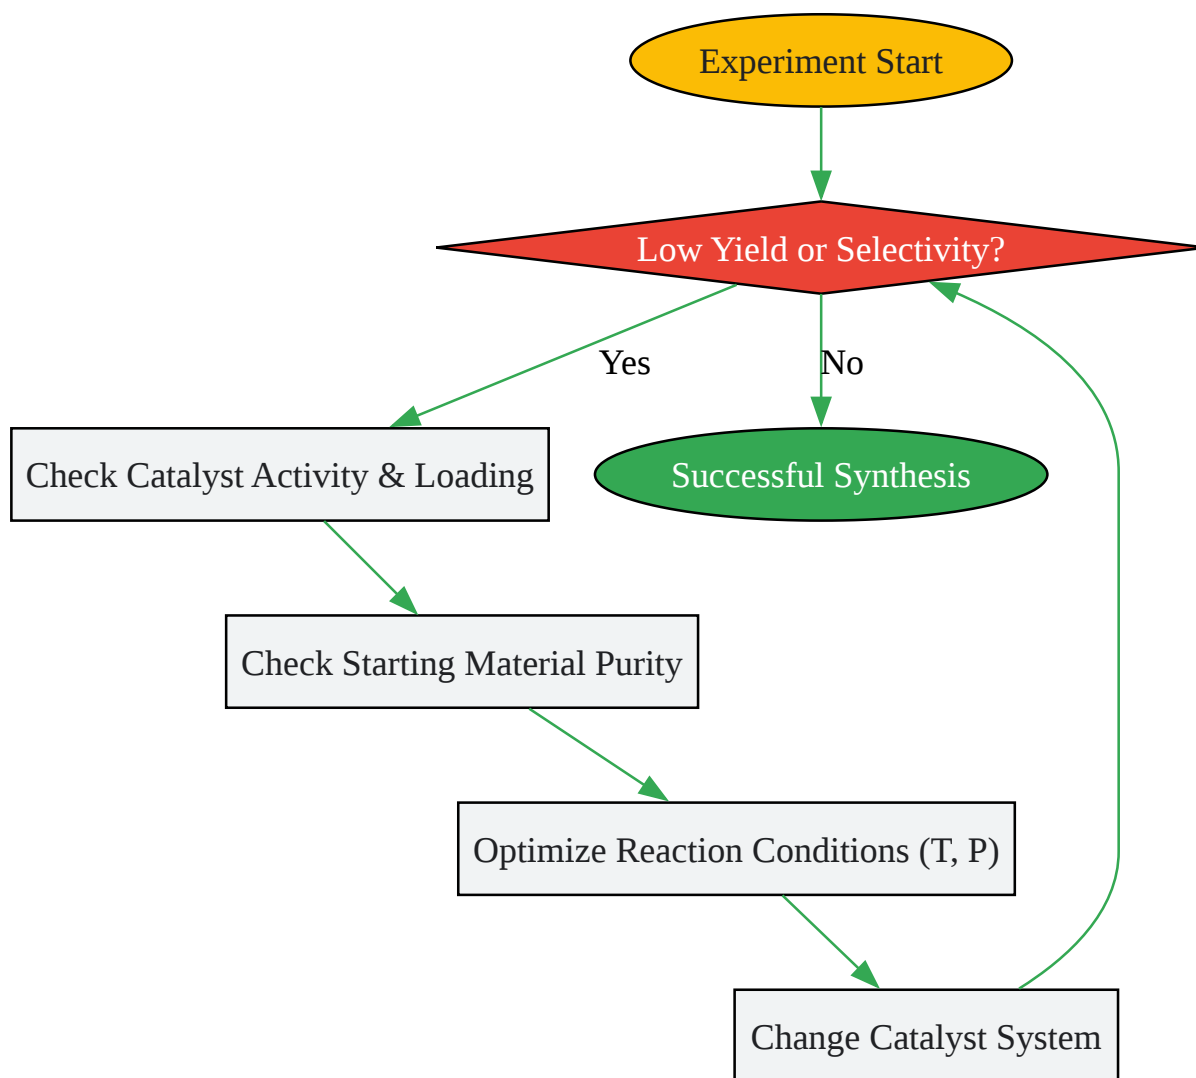 Experiment Start
Low Yield or Selectivity?
Yes
No
Check Catalyst Activity & Loading
Successful Synthesis
Check Starting Material Purity
Optimize Reaction Conditions (T, P)
Change Catalyst System